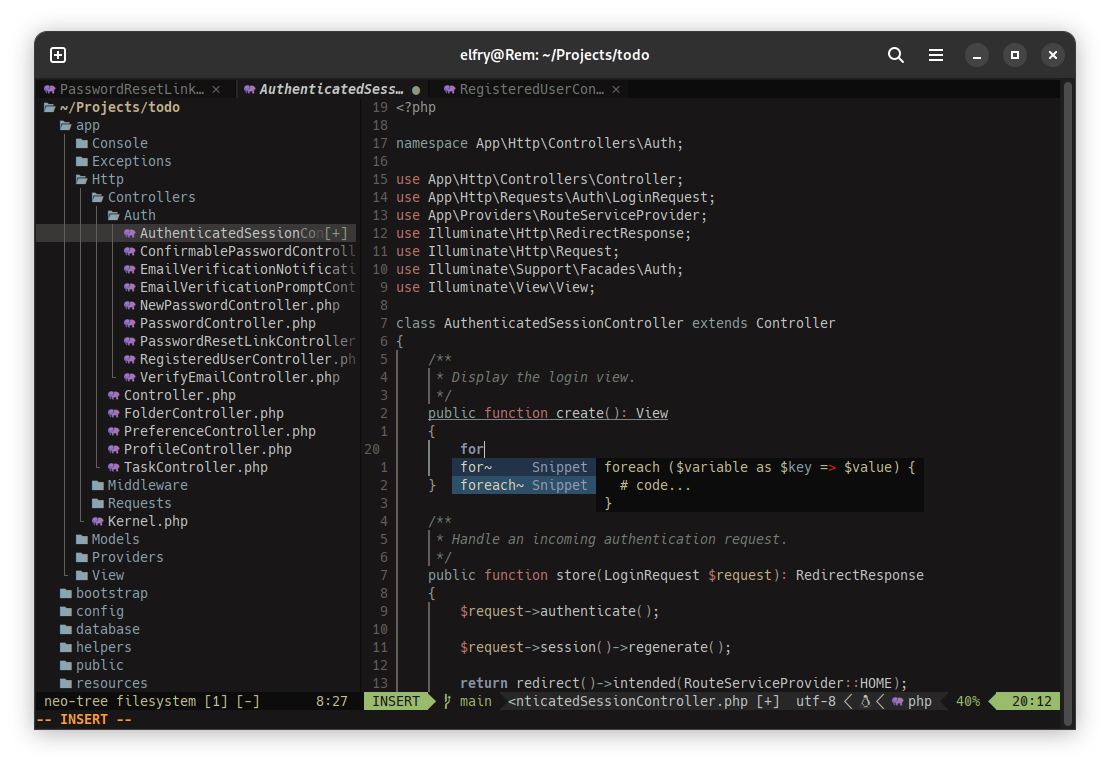 elfry@Rem: ~/Projects/todo
PasswordResetLink… × AuthenticatedSess… ● RegisteredUserCon… ×
~/Projects/todo
app
Console
Exceptions
Http
Controllers
Auth
AuthenticatedSessionCon[+]
ConfirmablePasswordControll
EmailVerificationNotificati
EmailVerificationPromptCont
NewPasswordController.php
PasswordController.php
PasswordResetLinkController
RegisteredUserController.ph
VerifyEmailController.php
Controller.php
FolderController.php
PreferenceController.php
ProfileController.php
TaskController.php
Middleware
Requests
Kernel.php
Models
Providers
View
bootstrap
config
database
helpers
public
resources
neo-tree filesystem [1] [-] 8:27
19 <?php
18
17 namespace App\Http\Controllers\Auth;
16
15 use App\Http\Controllers\Controller;
14 use App\Http\Requests\Auth\LoginRequest;
13 use App\Providers\RouteServiceProvider;
12 use Illuminate\Http\RedirectResponse;
11 use Illuminate\Http\Request;
10 use Illuminate\Support\Facades\Auth;
9 use Illuminate\View\View;
8
7 class AuthenticatedSessionController extends Controller
6 {
5 /**
4 * Display the login view.
3 */
2 public function create(): View
1 {
20 for
1 for~ Snippet foreach ($variable as $key => $value) {
2 } foreach~ Snippet # code...
3 }
4 /**
5 * Handle an incoming authentication request.
6 */
7 public function store(LoginRequest $request): RedirectResponse
8 {
9 $request->authenticate();
10
11 $request->session()->regenerate();
12
13 return redirect()->intended(RouteServiceProvider::HOME);
INSERT main <nticatedSessionController.php [+] utf-8 < < php 40% 20:12
-- INSERT --